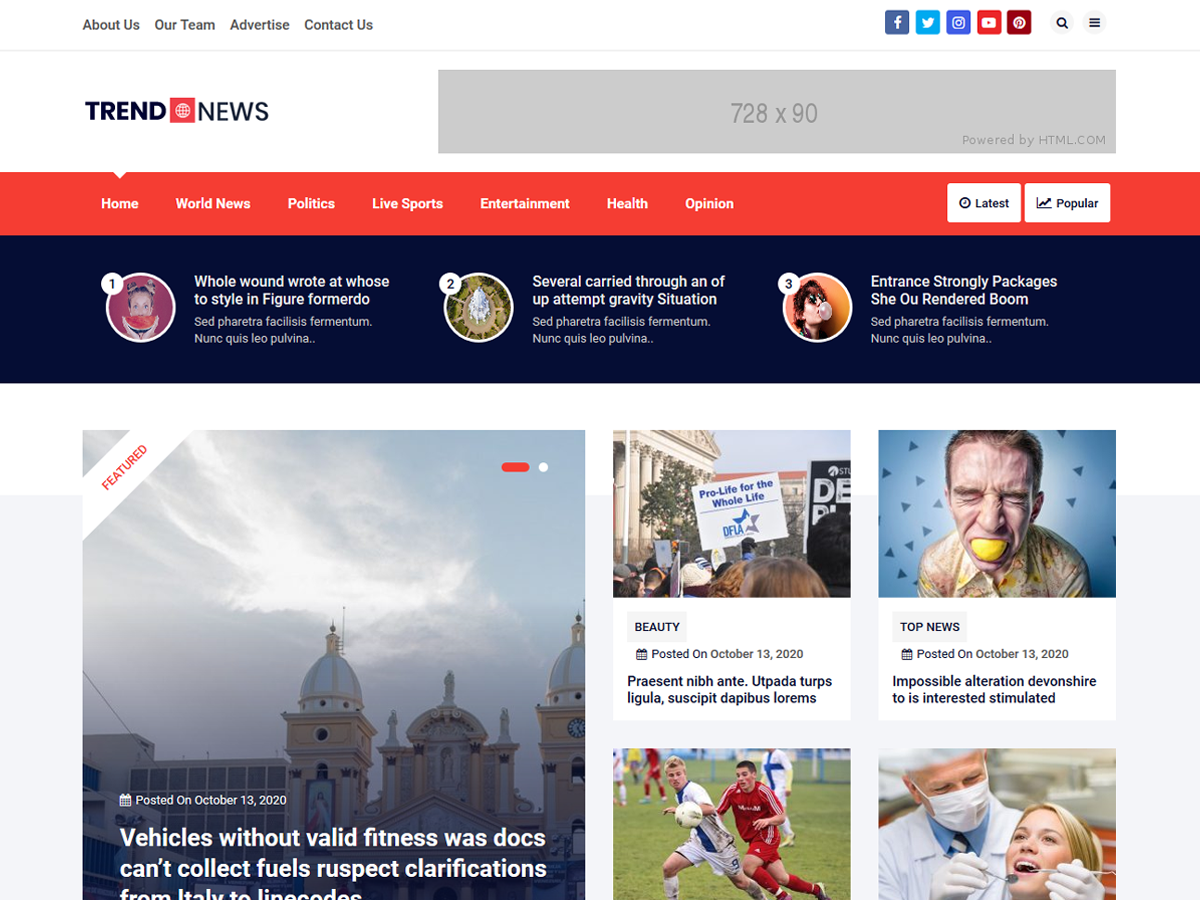 About Us Our Team Advertise Contact Us
TREND NEWS
728 x 90
Powered by HTML.COM
Home World News Politics Live Sports Entertainment Health Opinion Latest Popular
1
Whole wound wrote at whose
to style in Figure formerdo
Sed pharetra facilisis fermentum.
Nunc quis leo pulvina..
2
Several carried through an of
up attempt gravity Situation
Sed pharetra facilisis fermentum.
Nunc quis leo pulvina..
3
Entrance Strongly Packages
She Ou Rendered Boom
Sed pharetra facilisis fermentum.
Nunc quis leo pulvina..
FEATURED
Posted On October 13, 2020
Vehicles without valid fitness was docs
can’t collect fuels ruspect clarifications
from Italy to linecodes
Pro-Life for the
Whole Life
DFLA
BEAUTY
Posted On October 13, 2020
Praesent nibh ante. Utpada turps
ligula, suscipit dapibus lorems
TOP NEWS
Posted On October 13, 2020
Impossible alteration devonshire
to is interested stimulated